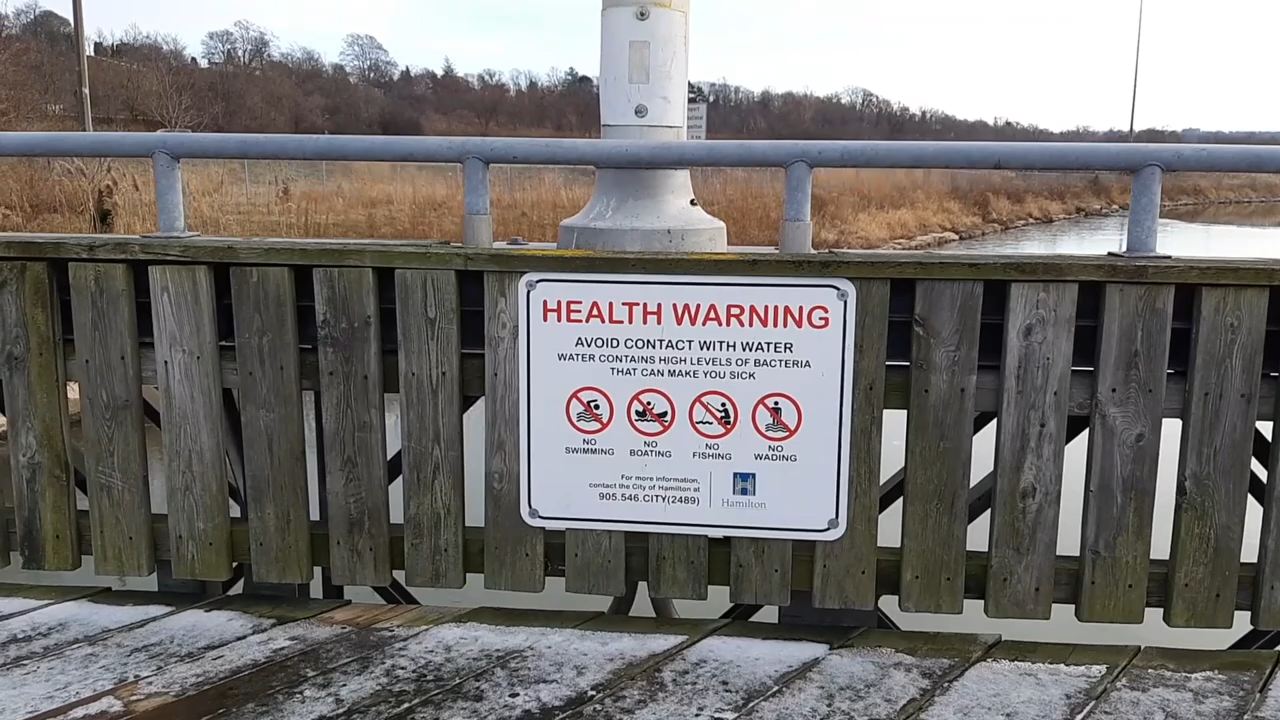 HEALTH WARNING
AVOID CONTACT WITH WATER
WATER CONTAINS HIGH LEVELS OF BACTERIA
THAT CAN MAKE YOU SICK
NO
SWIMMING
NO
BOATING
NO
FISHING
NO
WADING
For more information,
contact the City of Hamilton at
905.546.CITY(2489)
Hamilton